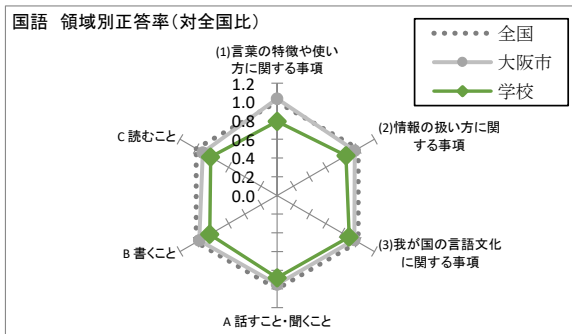 国語 領域別正答率(対全国比)
全国
大阪市
学校
(1)言葉の特徴や使い
方に関する事項
1.2
1.0
0.8
0.6
0.4
0.2
0.0
(2)情報の扱い方に関
する事項
(3)我が国の言語文化
に関する事項
A 話すこと・聞くこと
B 書くこと
C 読むこと